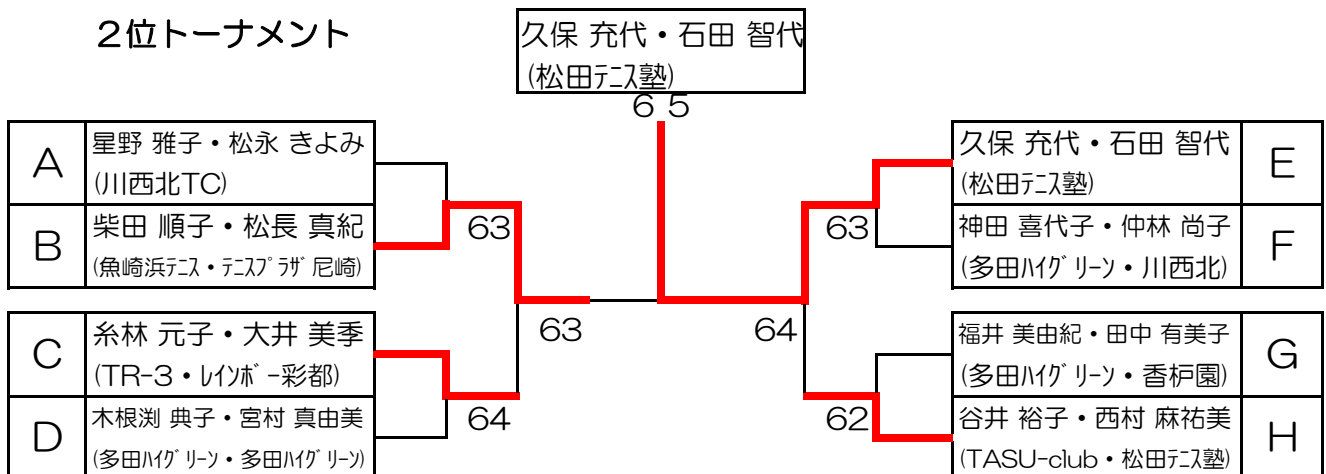 2位トーナメント
久保 充代・石田 智代
(松田テニス塾)
6 5
A
星野 雅子・松永 きよみ
(川西北TC)
B
柴田 順子・松長 真紀
(魚崎浜テニス・テニスプラザ尼崎)
63
C
糸林 元子・大井 美季
(TR-3・レインボー彩都)
D
木根渕 典子・宮村 真由美
(多田ハイグリーン・多田ハイグリーン)
64
63
64
久保 充代・石田 智代
(松田テニス塾)
E
63
神田 喜代子・仲林 尚子
(多田ハイグリーン・川西北)
F
福井 美由紀・田中 有美子
(多田ハイグリーン・香枦園)
G
62
谷井 裕子・西村 麻祐美
(TASU-club・松田テニス塾)
H